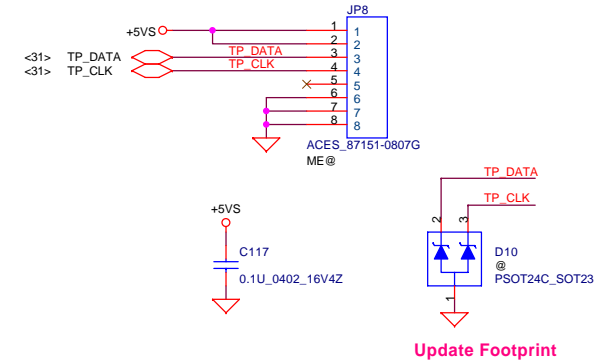 JP8
+5VS
1 1
2 2
<31> TP_DATA TP_DATA 3 3
<31> TP_CLK TP_CLK 4 4
5 5
6 6
7 7
8 8
ACES_87151-0807G
ME@
TP_DATA
TP_CLK
+5VS
2 3
C117
D10
@
0.1U_0402_16V4Z
PSOT24C_SOT23
1
Update Footprint